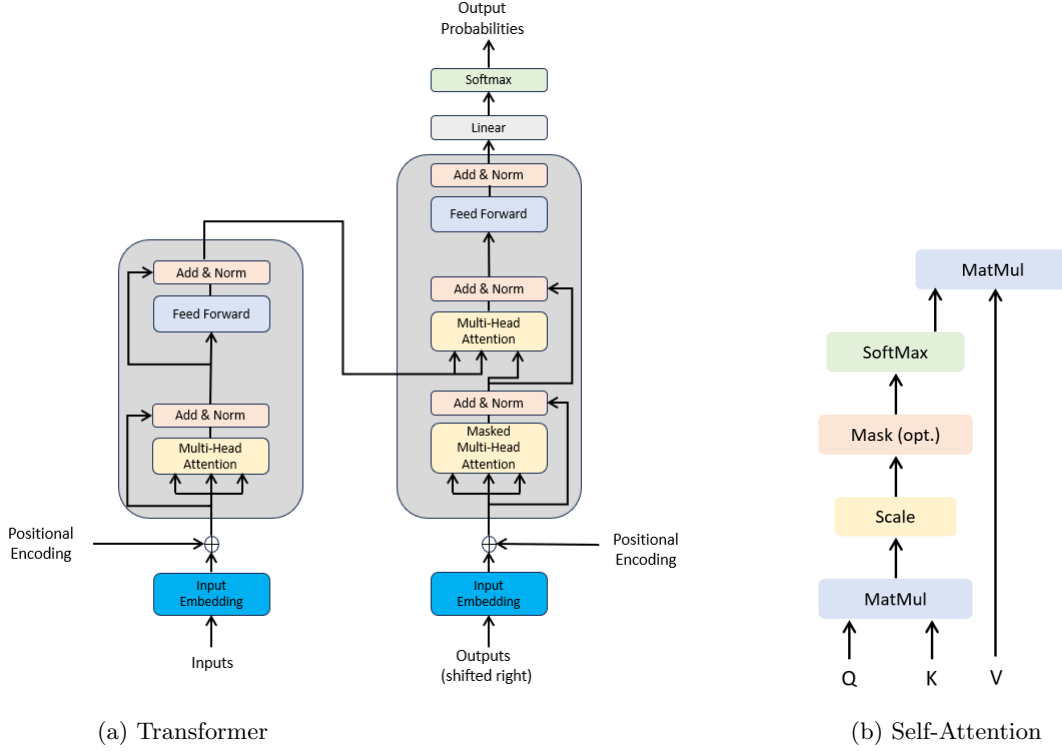 Output
Probabilities
Softmax
Linear
Add & Norm
Feed Forward
Add & Norm
Multi-Head
Attention
Add & Norm
Masked
Multi-Head
Attention
Positional
Encoding
Input
Embedding
Outputs
(shifted right)
Add & Norm
Feed Forward
Add & Norm
Multi-Head
Attention
Positional
Encoding
Input
Embedding
Inputs
(a) Transformer
MatMul
SoftMax
Mask (opt.)
Scale
MatMul
Q K V
(b) Self-Attention